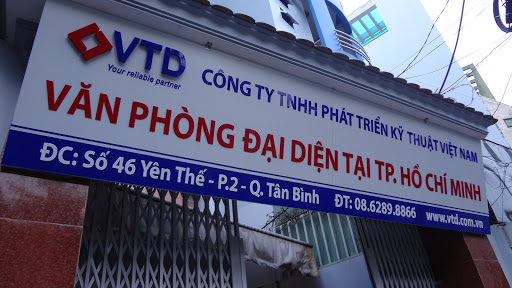 VTD
Your reliable partner
CÔNG TY TNHH PHÁT TRIỂN KỸ THUẬT VIỆT NAM
VĂN PHÒNG ĐẠI DIỆN TẠI TP. HỒ CHÍ MINH
ĐC: Số 46 Yên Thế - P.2 - Q. Tân Bình ĐT: 08.6289.8866 www.vtd.com.vn